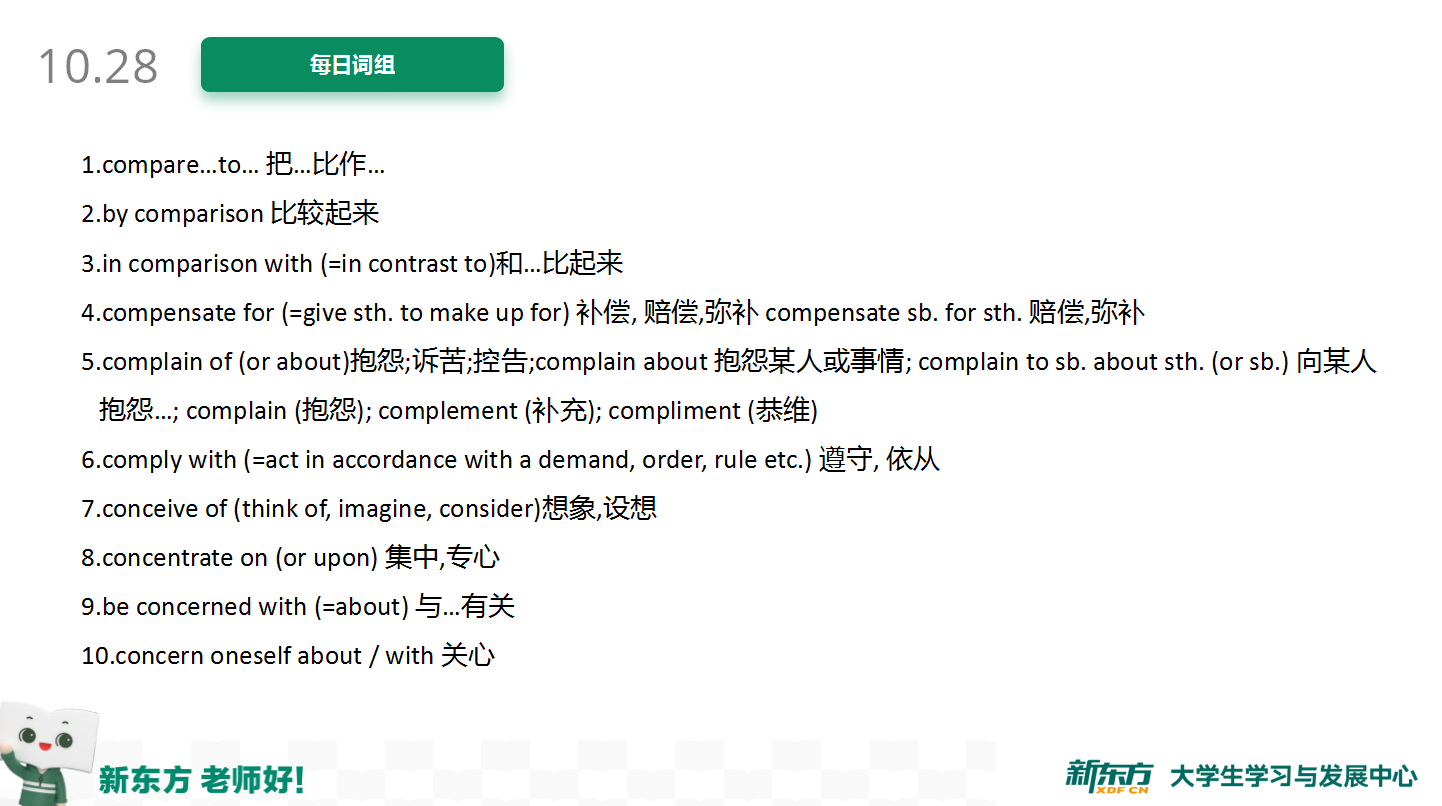 10.28
每日词组
1.compare…to… 把…比作…
2.by comparison 比较起来
3.in comparison with (=in contrast to)和…比起来
4.compensate for (=give sth. to make up for) 补偿, 赔偿,弥补 compensate sb. for sth. 赔偿,弥补
5.complain of (or about)抱怨;诉苦;控告;complain about 抱怨某人或事情; complain to sb. about sth. (or sb.) 向某人
抱怨…; complain (抱怨); complement (补充); compliment (恭维)
6.comply with (=act in accordance with a demand, order, rule etc.) 遵守, 依从
7.conceive of (think of, imagine, consider)想象,设想
8.concentrate on (or upon) 集中,专心
9.be concerned with (=about) 与…有关
10.concern oneself about / with 关心
新东方 老师好!
新东方 XDF.CN 大学生学习与发展中心